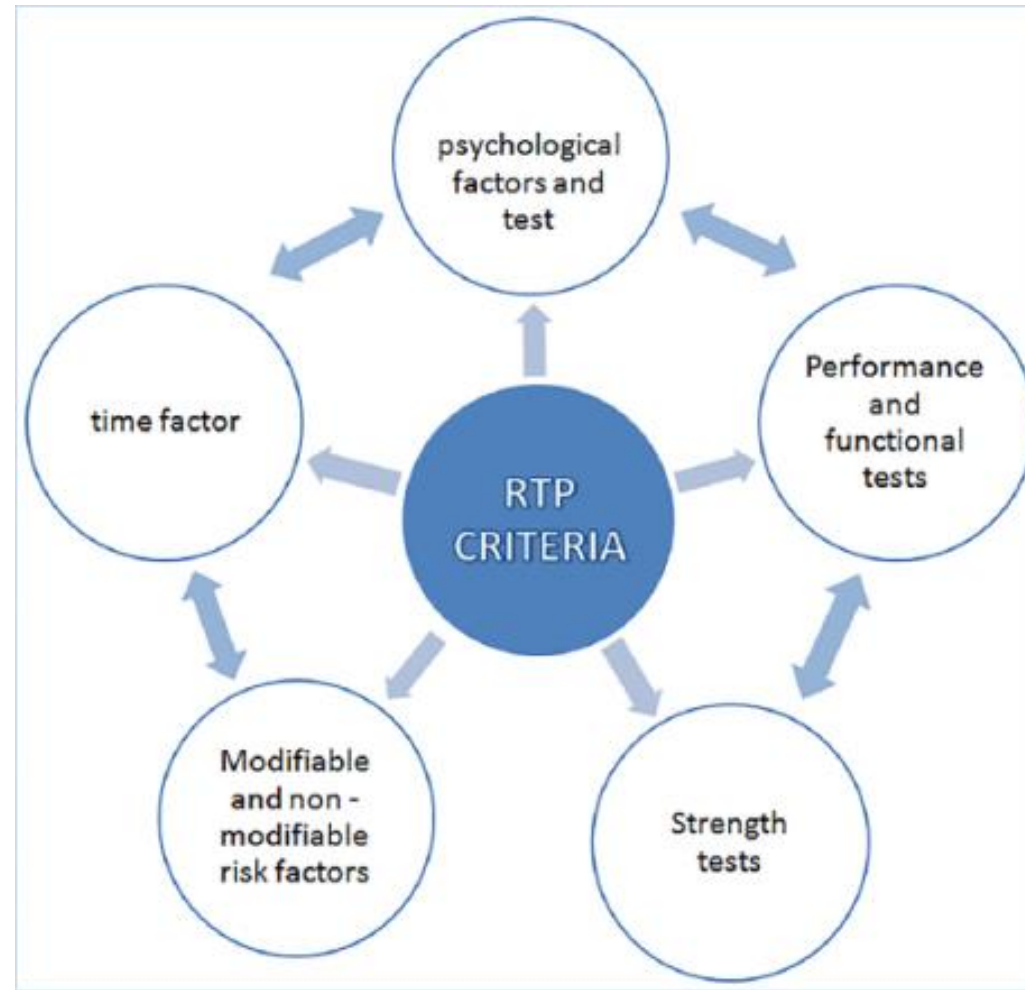 psychological
factors and
test
Performance
and
functional
tests
time factor
RTP
CRITERIA
Modifiable
and non -
modifiable
risk factors
Strength
tests